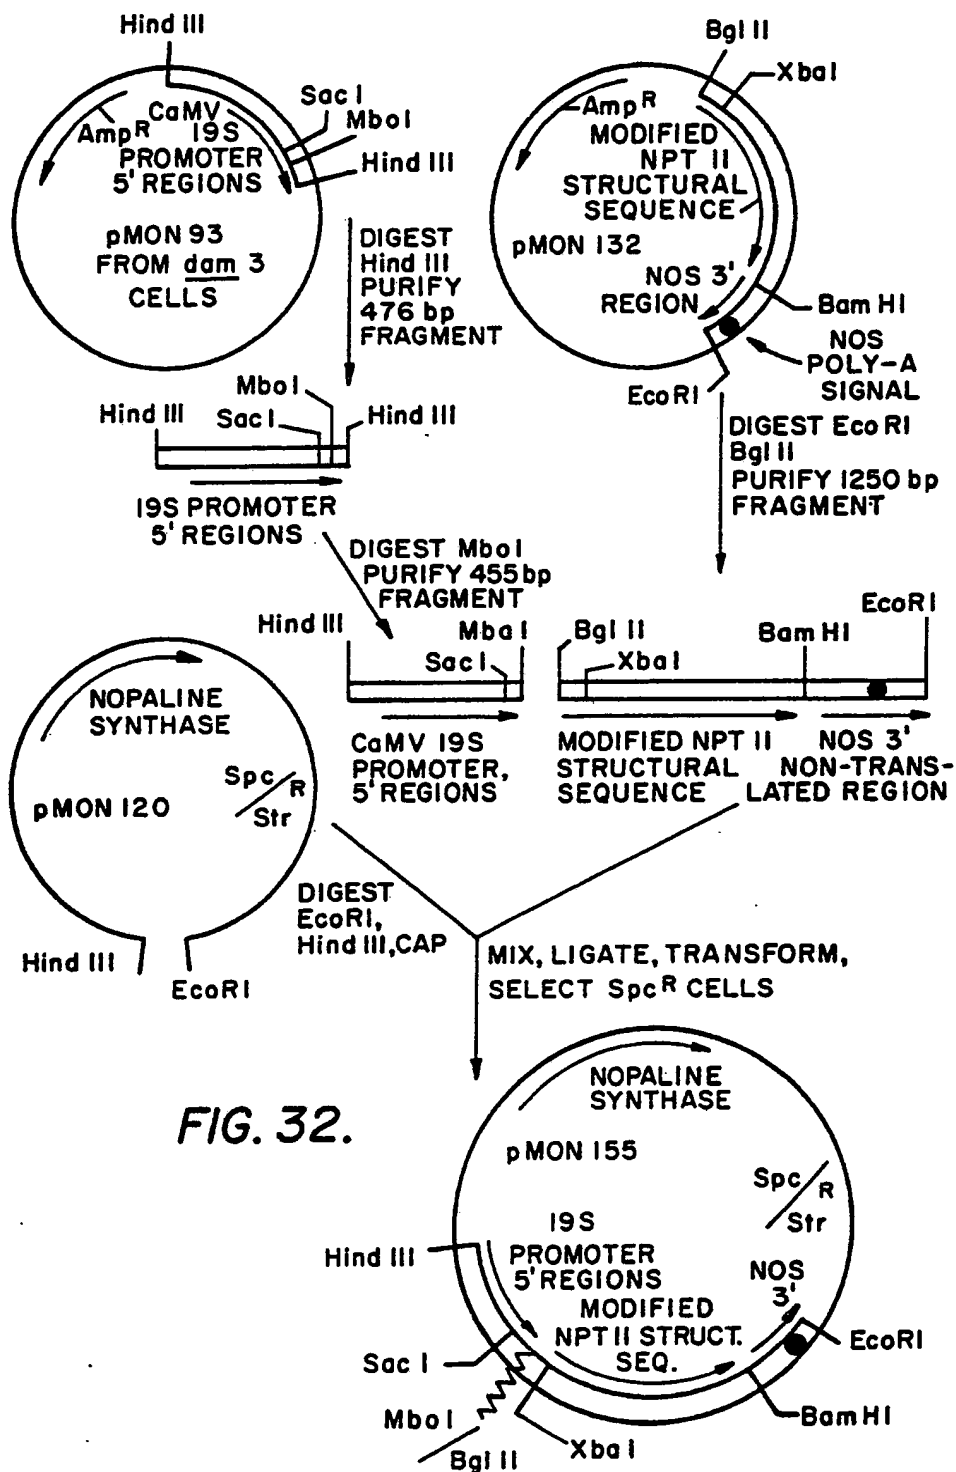 Hind III
CaMV
19S
PROMOTER
5' REGIONS
AmpR
Sac I
Mbo I
Hind III
pMON 93
FROM dam 3
CELLS
DIGEST
Hind III
PURIFY
476 bp
FRAGMENT
Bgl II
Xba I
AmpR
MODIFIED
NPT II
STRUCTURAL
SEQUENCE
pMON 132
NOS 3'
REGION
Bam HI
NOS
POLY-A
SIGNAL
Eco RI
DIGEST Eco RI
Bgl II
PURIFY 1250 bp
FRAGMENT
Hind III
Mbo I
Sac I
Hind III
19S PROMOTER
5' REGIONS
DIGEST Mbo I
PURIFY 455 bp
FRAGMENT
Hind III
Mba I
Sac I
CaMV 19S
PROMOTER,
5' REGIONS
Bgl II
Xba I
Bam HI
EcoRI
MODIFIED NPT II
STRUCTURAL
SEQUENCE
NOS 3'
NON-TRANS-
LATED REGION
NOPALINE
SYNTHASE
pMON 120
Spc/R
Str
Hind III
EcoRI
DIGEST
EcoRI,
Hind III, CAP
MIX, LIGATE, TRANSFORM,
SELECT SpcR CELLS
FIG. 32.
NOPALINE
SYNTHASE
pMON 155
Spc/R
Str
Hind III
19S
PROMOTER
5' REGIONS
MODIFIED
NPT II STRUCT.
SEQ.
NOS
3'
EcoRI
Sac I
Mbo I
Bgl II
Xba I
Bam HI